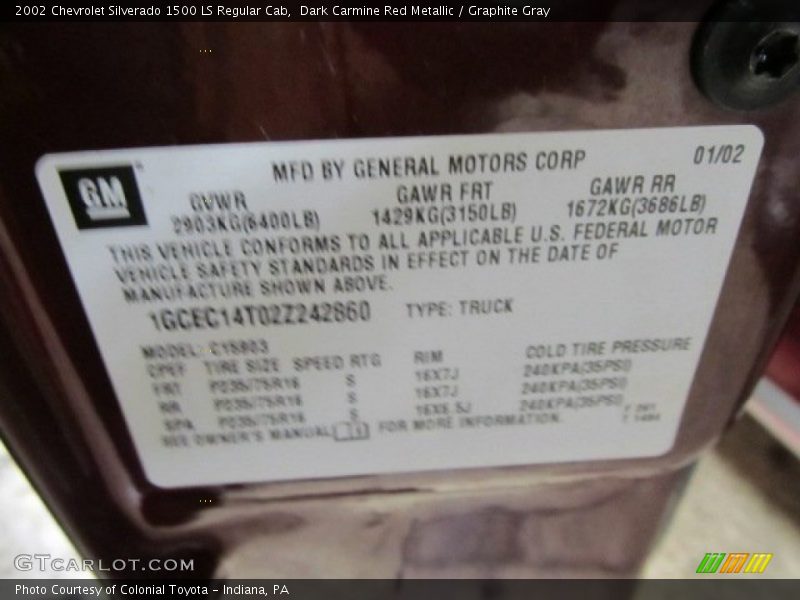 2002 Chevrolet Silverado 1500 LS Regular Cab, Dark Carmine Red Metallic / Graphite Gray
MFD BY GENERAL MOTORS CORP 01/02
GM
GVWR GAWR FRT GAWR RR
2903KG(6400LB) 1429KG(3150LB) 1672KG(3686LB)
THIS VEHICLE CONFORMS TO ALL APPLICABLE U.S. FEDERAL MOTOR
VEHICLE SAFETY STANDARDS IN EFFECT ON THE DATE OF
MANUFACTURE SHOWN ABOVE.
1GCEC14T02Z242860 TYPE: TRUCK
MODEL: C15903
TIRE SIZE SPEED RTG RIM COLD TIRE PRESSURE
FRT P235/75R16 S 16X7J 240KPA(35PSI)
RR P235/75R16 S 16X7J 240KPA(35PSI)
SPA P235/75R16 S 16X6.5J 240KPA(35PSI)
SEE OWNER'S MANUAL FOR MORE INFORMATION.
GTCARLOT.COM
Photo Courtesy of Colonial Toyota - Indiana, PA